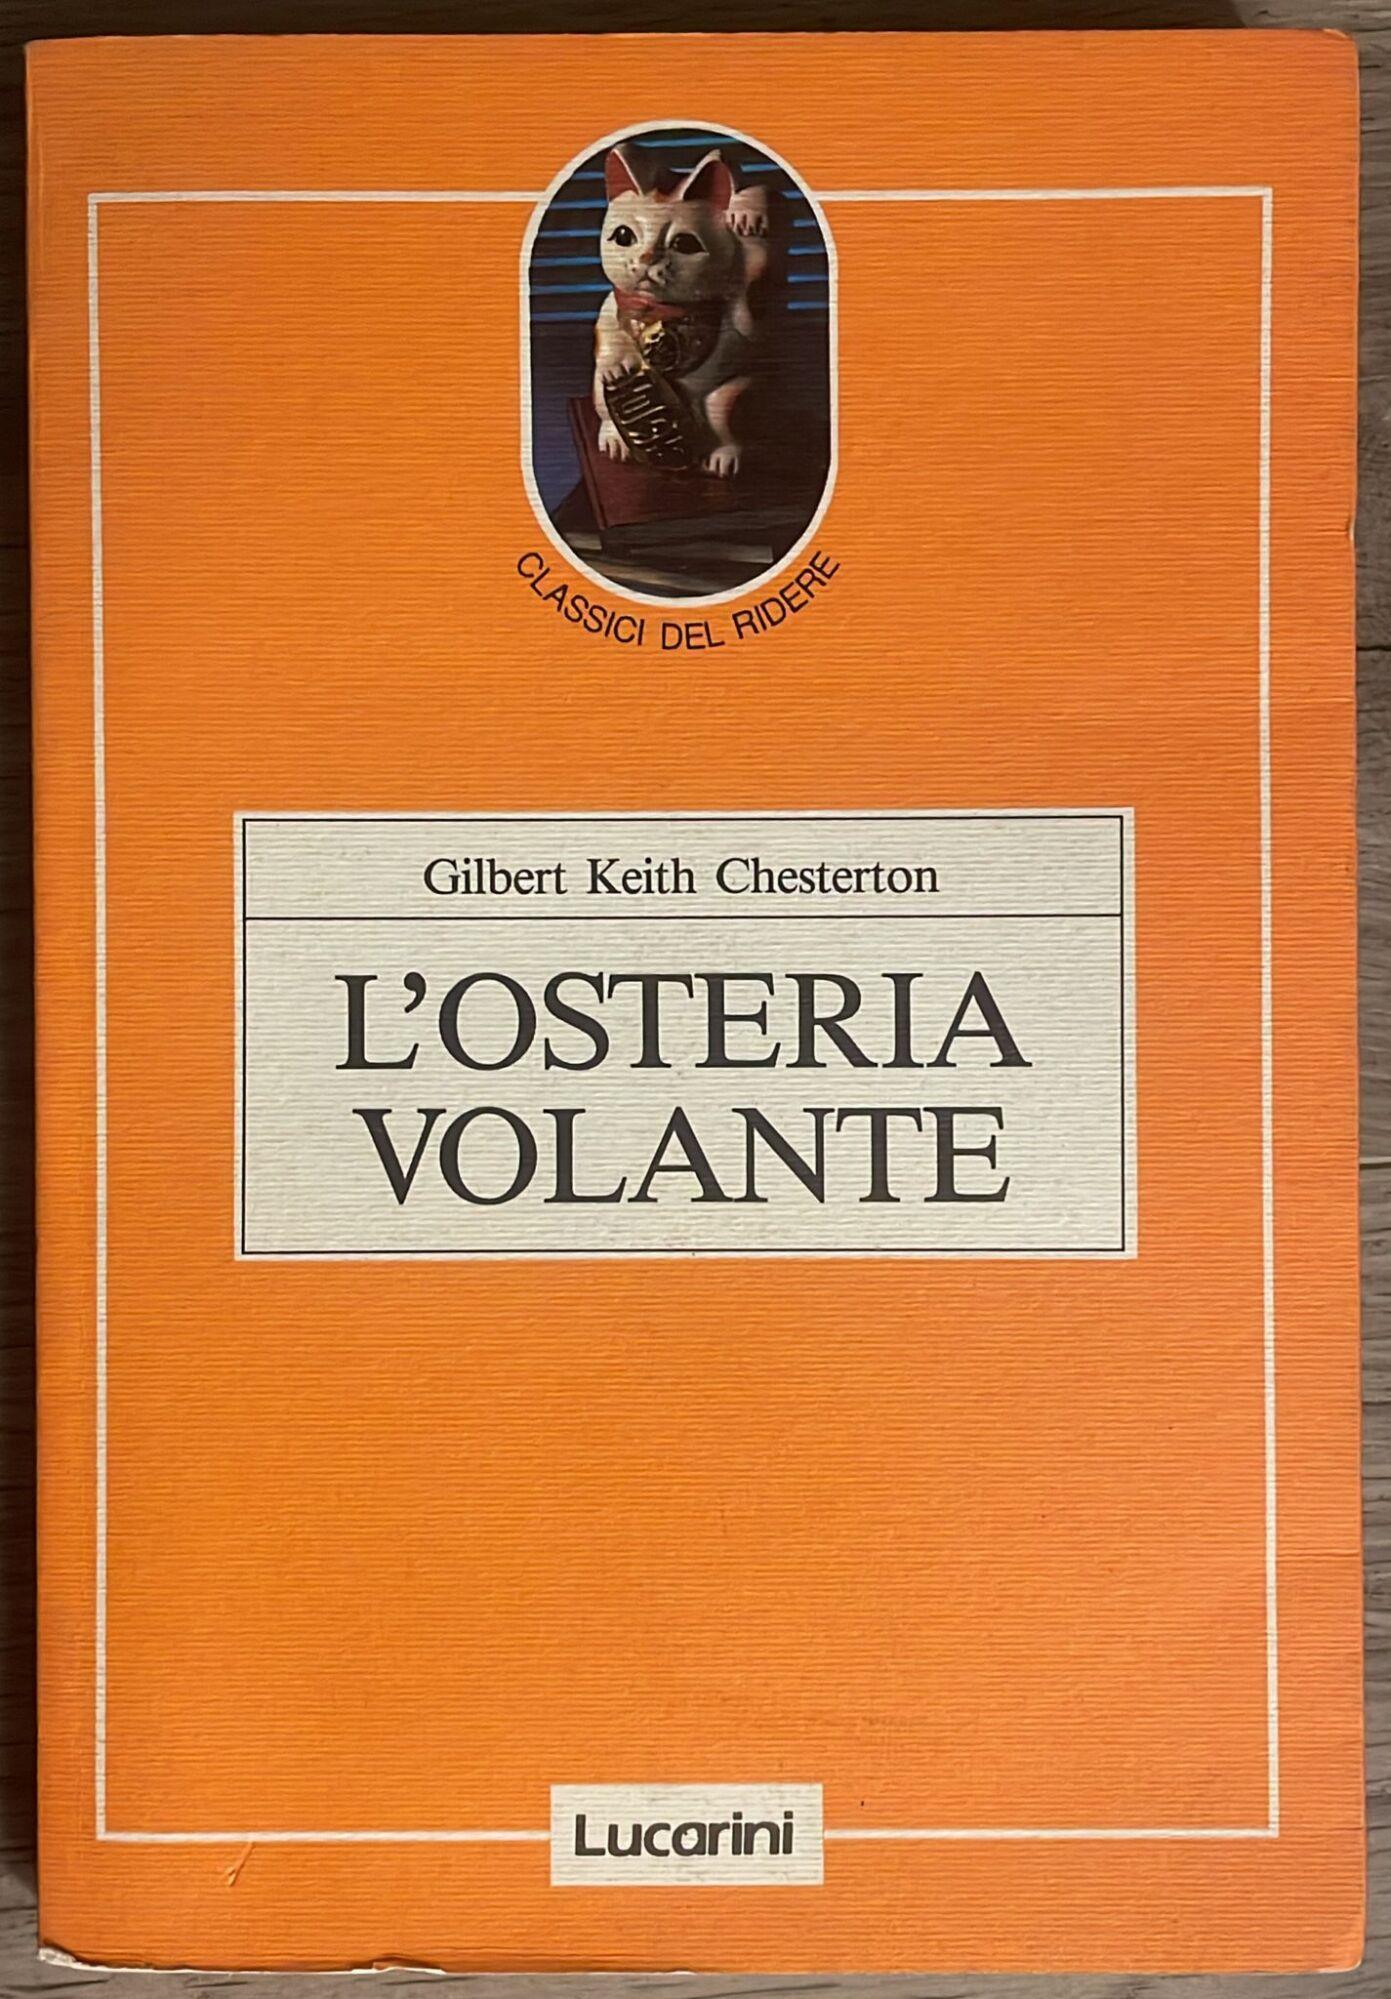 CLASSICI DEL RIDERE
Gilbert Keith Chesterton
L'OSTERIA
VOLANTE
Lucarini